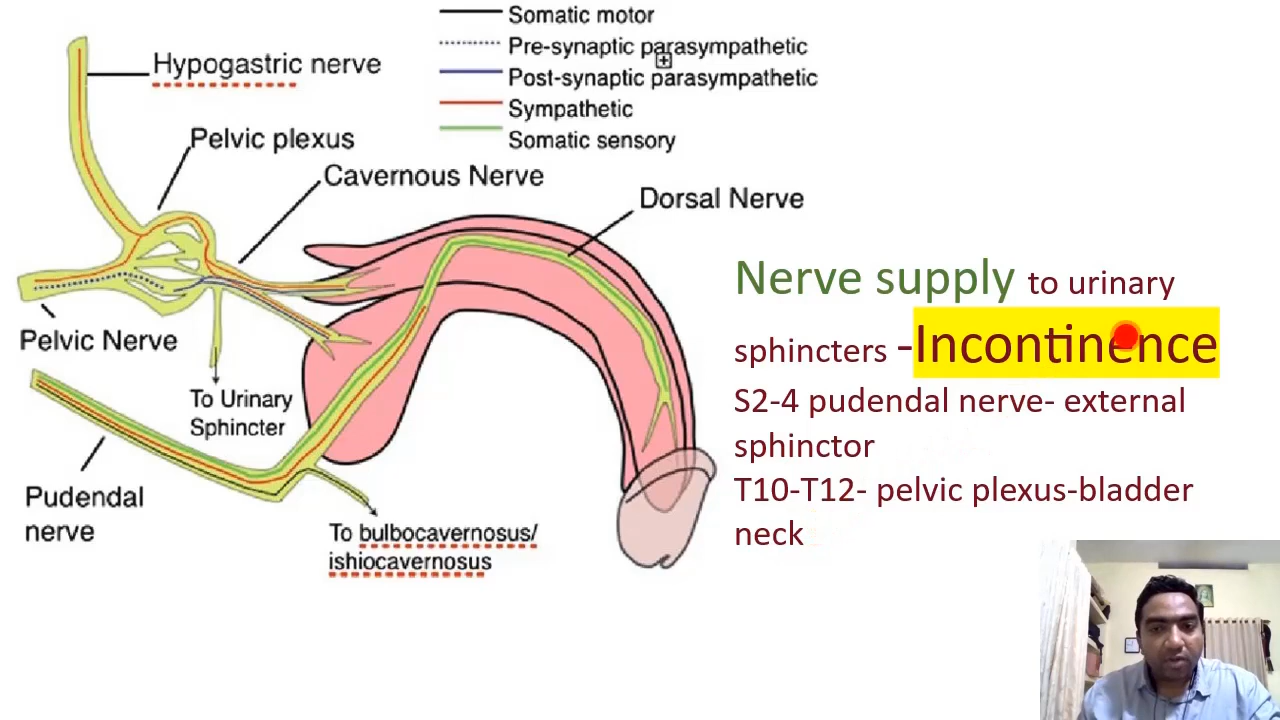 Somatic motor
Pre-synaptic parasympathetic
Post-synaptic parasympathetic
Sympathetic
Somatic sensory
Hypogastric nerve
Pelvic plexus
Cavernous Nerve
Dorsal Nerve
Pelvic Nerve
To Urinary
Sphincter
Pudendal
nerve
To bulbocavernosus/
ishiocavernosus
Nerve supply to urinary
sphincters -Incontinence
S2-4 pudendal nerve- external
sphinctor
T10-T12- pelvic plexus-bladder
neck